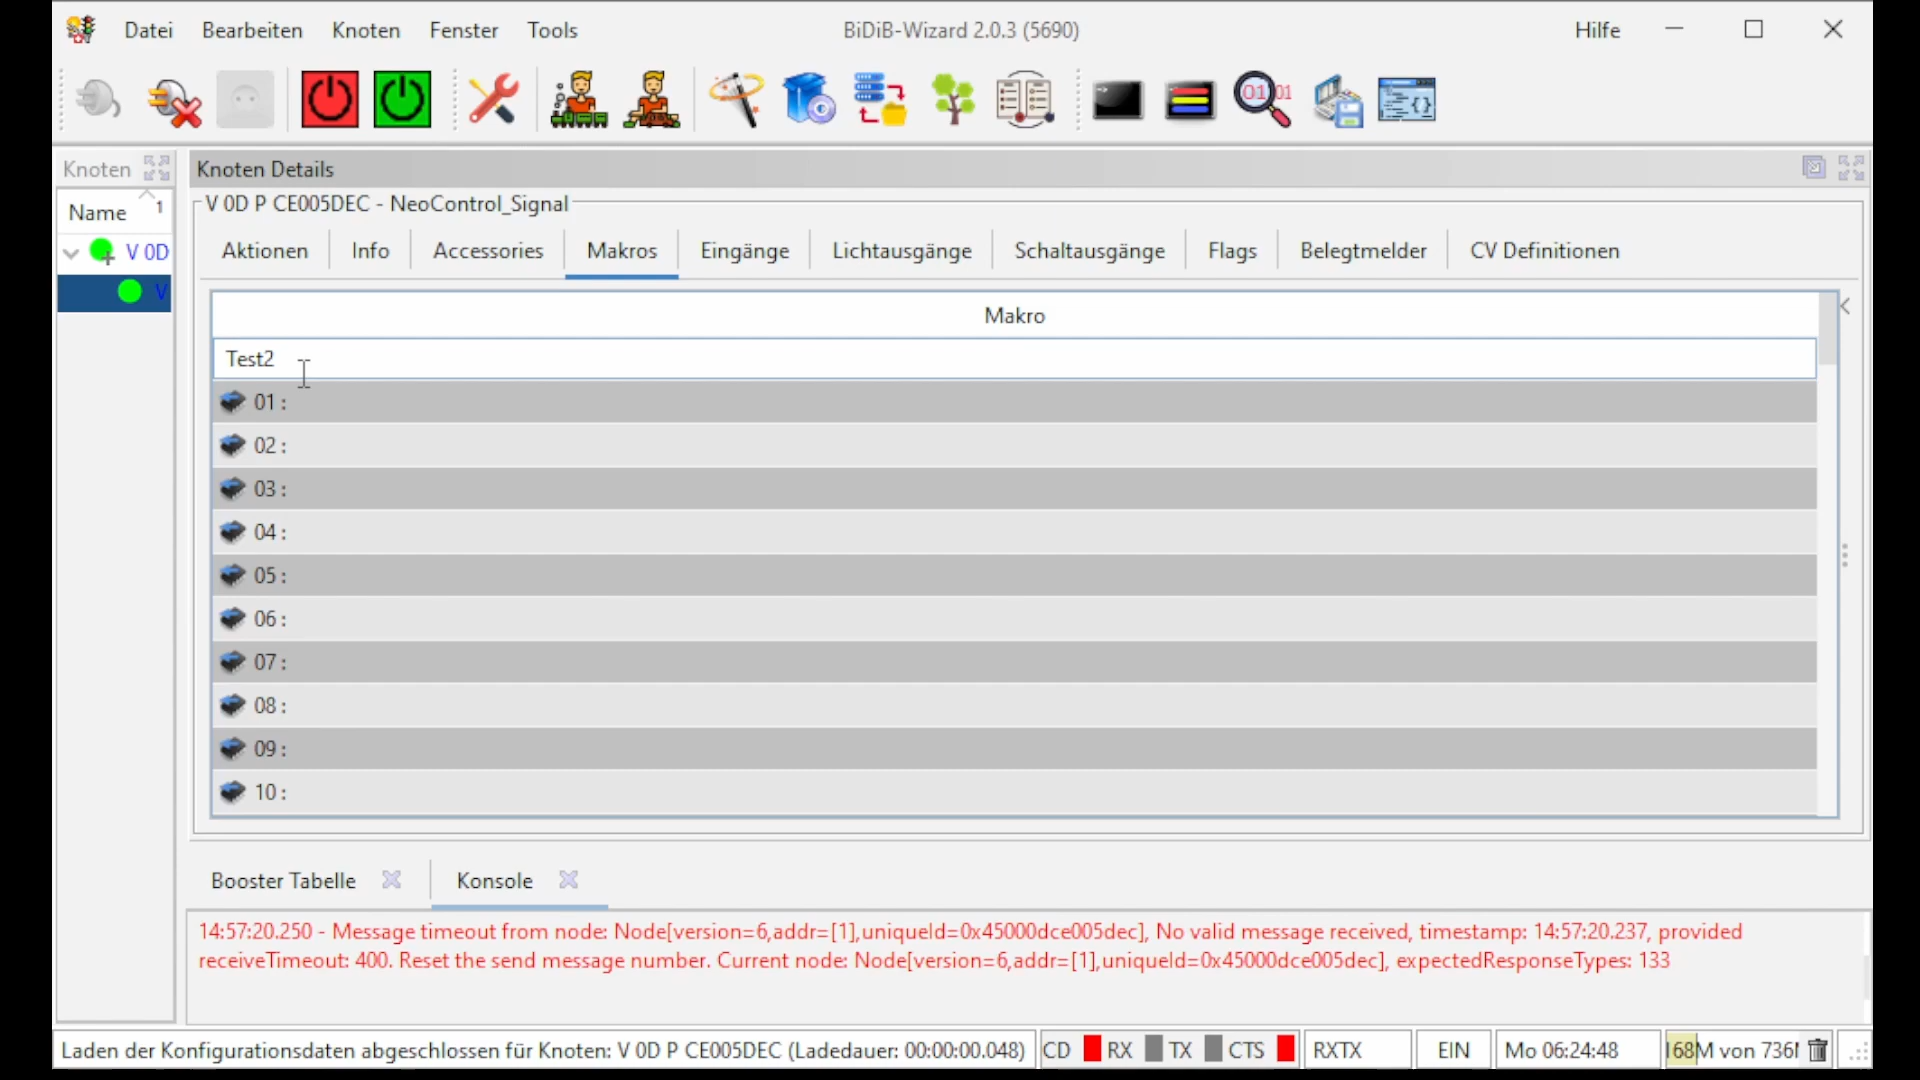 Datei Bearbeiten Knoten Fenster Tools BiDiB-Wizard 2.0.3 (5690) Hilfe
Knoten
Knoten Details
Name 1
V 0D P CE005DEC - NeoControl_Signal
Aktionen Info Accessories Makros Eingänge Lichtausgänge Schaltausgänge Flags Belegtmelder CV Definitionen
V 0D
V
Makro
Test2
01 :
02 :
03 :
04 :
05 :
06 :
07 :
08 :
09 :
10 :
Booster Tabelle Konsole
14:57:20.250 - Message timeout from node: Node[version=6,addr=[1],uniqueId=0x45000dce005dec], No valid message received, timestamp: 14:57:20.237, provided
receiveTimeout: 400. Reset the send message number. Current node: Node[version=6,addr=[1],uniqueId=0x45000dce005dec], expectedResponseTypes: 133
Laden der Konfigurationsdaten abgeschlossen für Knoten: V 0D P CE005DEC (Ladedauer: 00:00:00.048) CD RX TX CTS RXTX EIN Mo 06:24:48 168M von 736